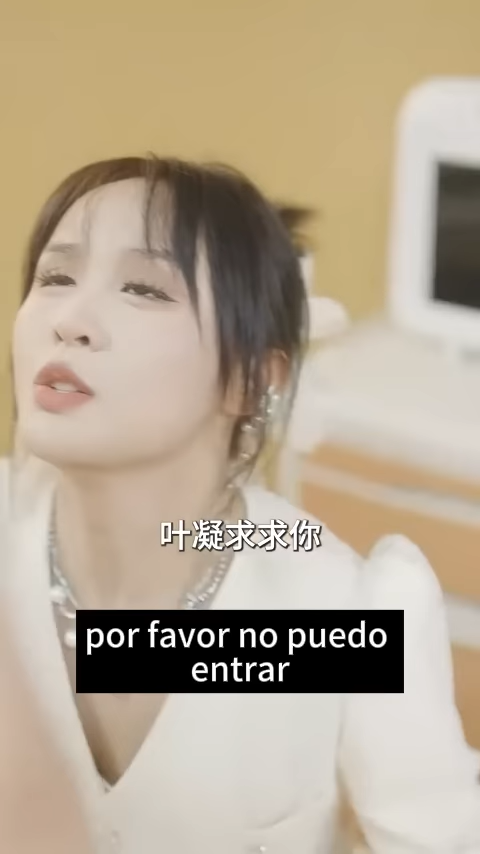 叶凝求求你
por favor no puedo
entrar